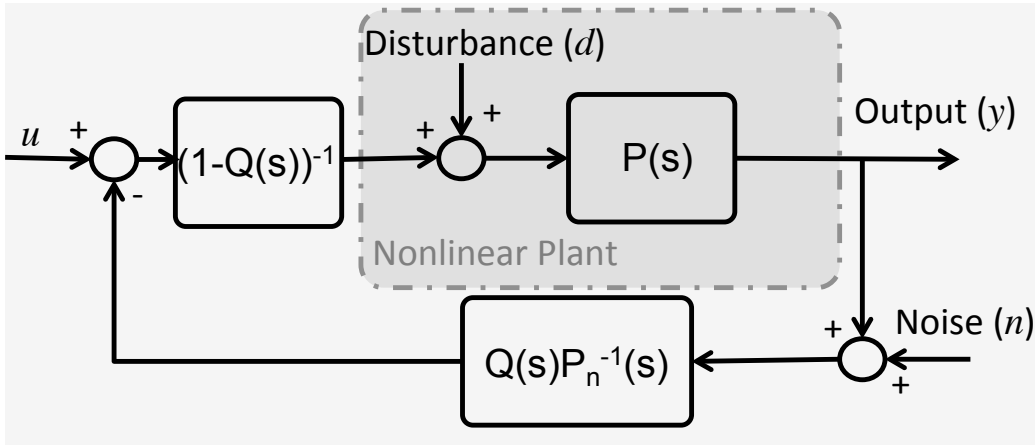 Disturbance (d)
+
Output (y)
u
+
+
(1-Q(s))⁻¹
P(s)
-
Nonlinear Plant
+
Noise (n)
Q(s)Pₙ⁻¹(s)
+